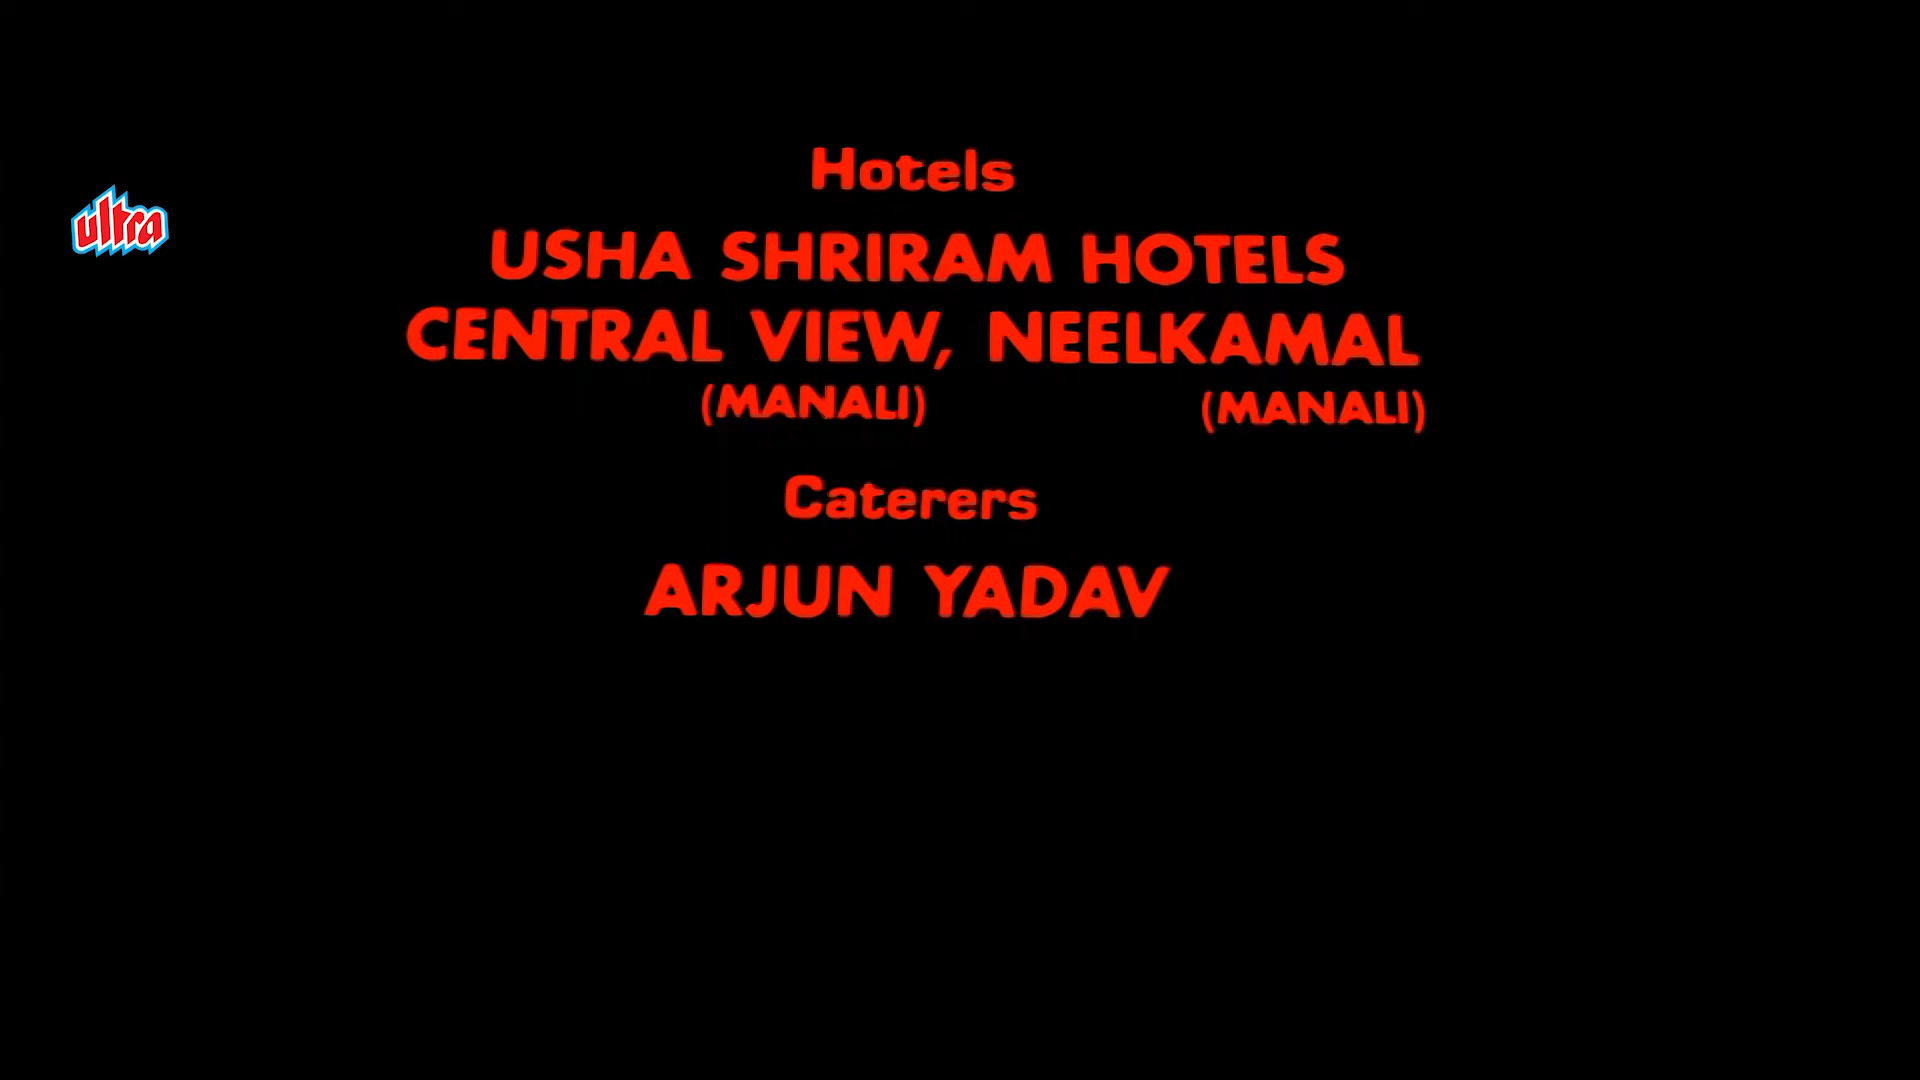 Hotels
ultra
USHA SHRIRAM HOTELS
CENTRAL VIEW, NEELKAMAL
(MANALI) (MANALI)
Caterers
ARJUN YADAV